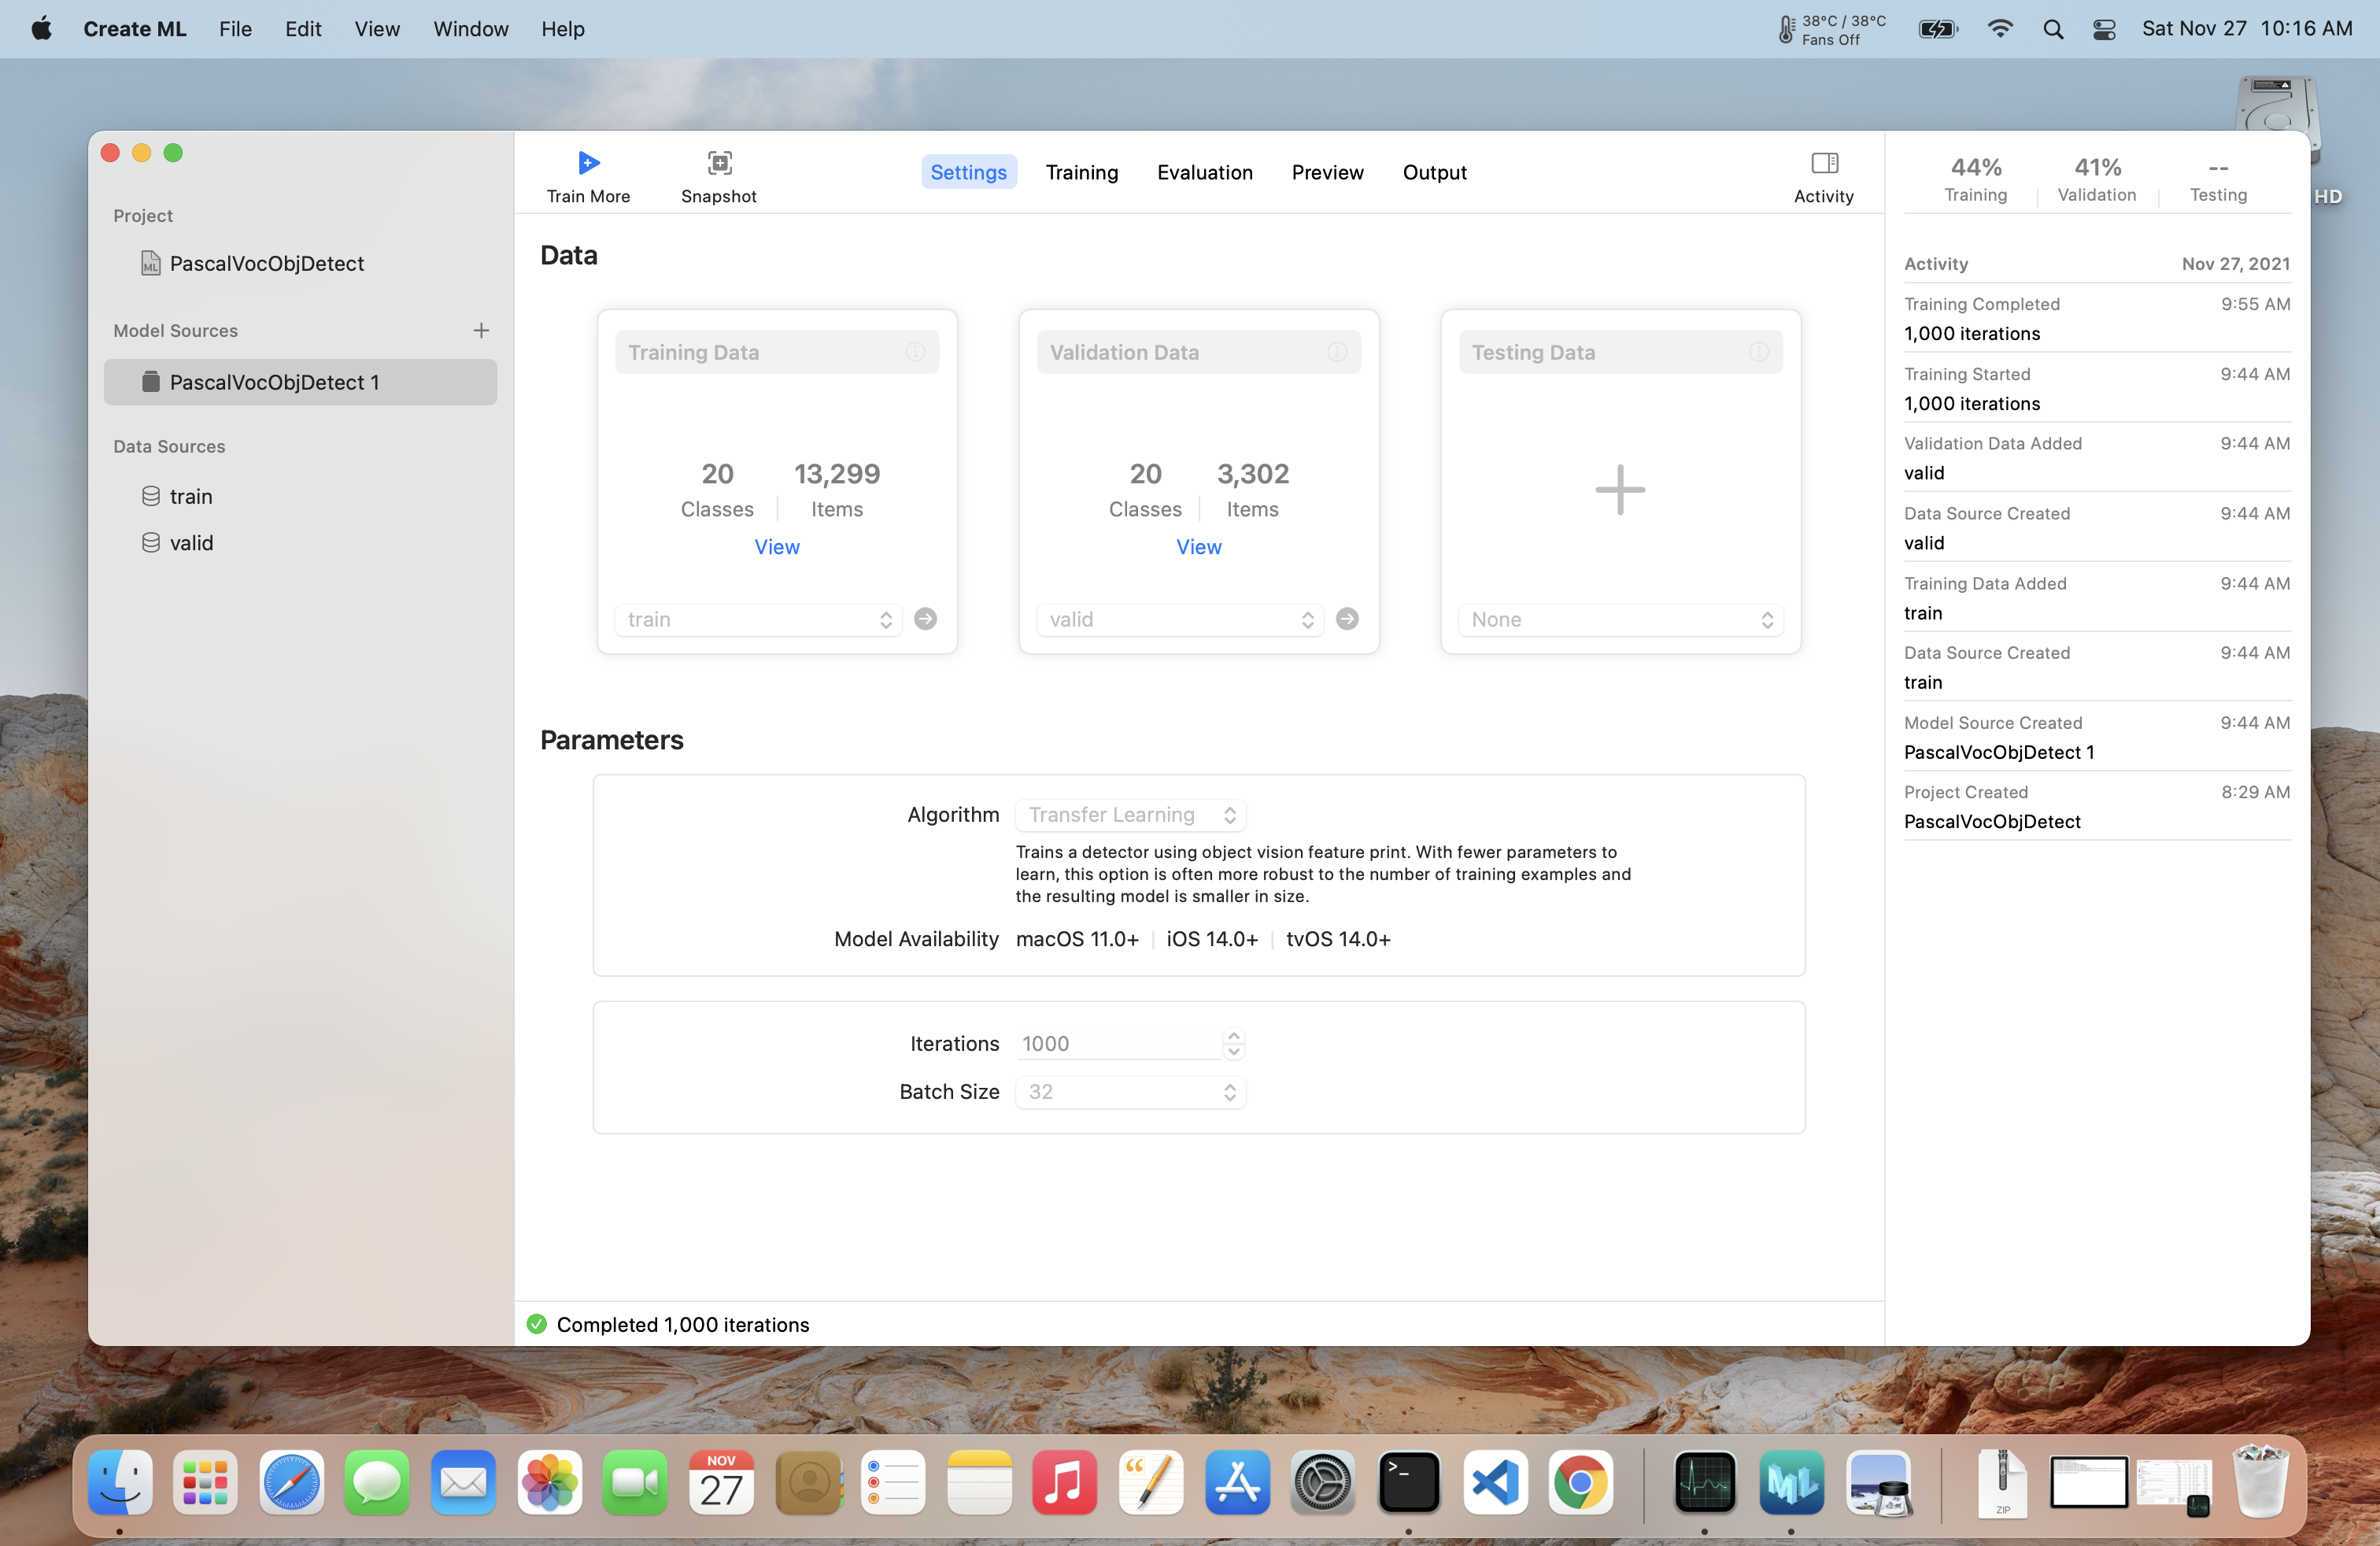 Create ML File Edit View Window Help
38°C / 38°C
Fans Off
Sat Nov 27 10:16 AM
HD
Project
PascalVocObjDetect
Model Sources
PascalVocObjDetect 1
Data Sources
train
valid
Train More
Snapshot
Settings Training Evaluation Preview Output
Activity
Data
Training Data
20 13,299
Classes Items
View
train
Validation Data
20 3,302
Classes Items
View
valid
Testing Data
None
Parameters
Algorithm Transfer Learning
Trains a detector using object vision feature print. With fewer parameters to
learn, this option is often more robust to the number of training examples and
the resulting model is smaller in size.
Model Availability macOS 11.0+ iOS 14.0+ tvOS 14.0+
Iterations 1000
Batch Size 32
Completed 1,000 iterations
44% 41% --
Training Validation Testing
Activity Nov 27, 2021
Training Completed 9:55 AM
1,000 iterations
Training Started 9:44 AM
1,000 iterations
Validation Data Added 9:44 AM
valid
Data Source Created 9:44 AM
valid
Training Data Added 9:44 AM
train
Data Source Created 9:44 AM
train
Model Source Created 9:44 AM
PascalVocObjDetect 1
Project Created 8:29 AM
PascalVocObjDetect
NOV
27
ML
ZIP